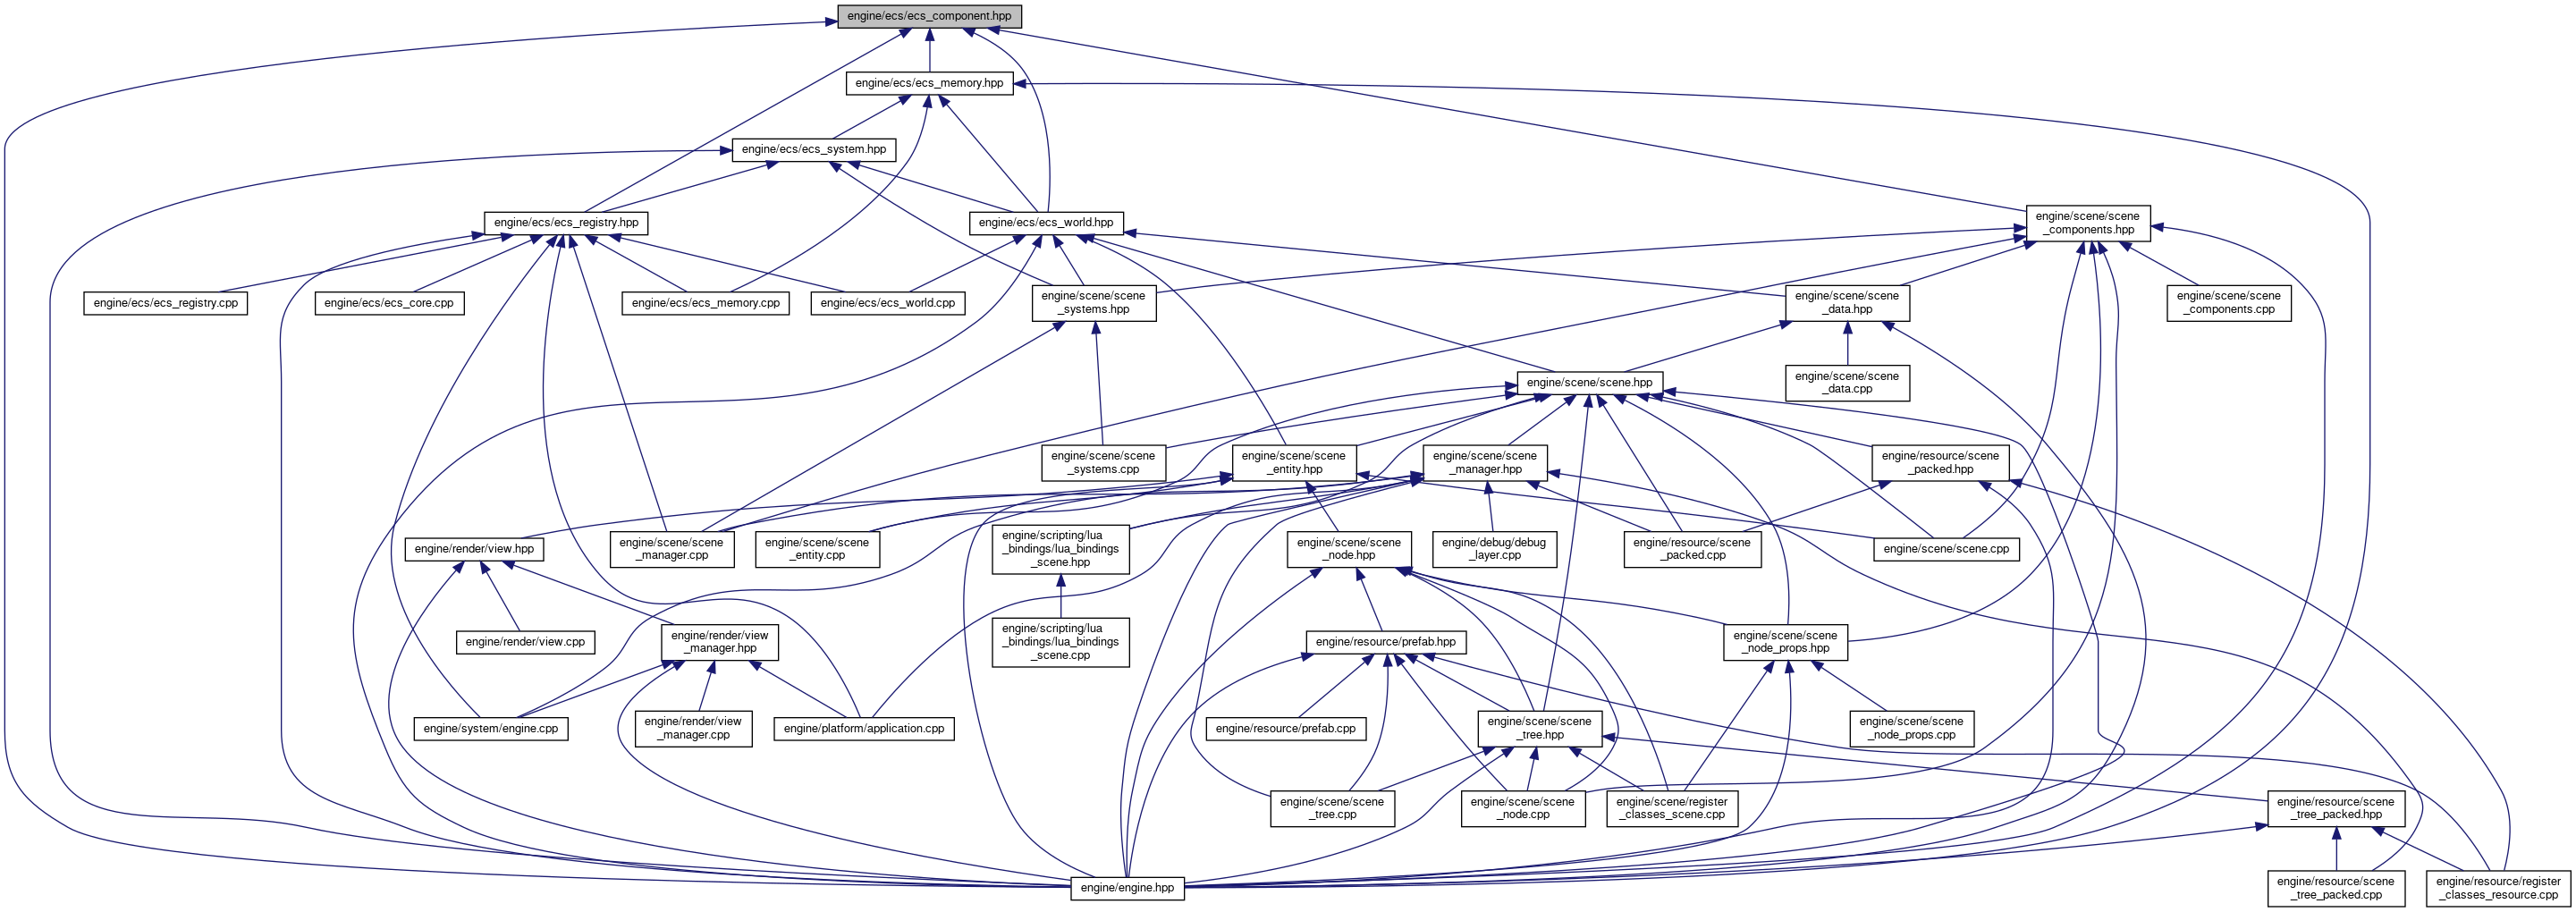 engine/ecs/ecs_component.hpp
engine/ecs/ecs_memory.hpp
engine/ecs/ecs_system.hpp
engine/ecs/ecs_registry.hpp
engine/ecs/ecs_world.hpp
engine/scene/scene
_components.hpp
engine/ecs/ecs_registry.cpp
engine/ecs/ecs_core.cpp
engine/ecs/ecs_memory.cpp
engine/ecs/ecs_world.cpp
engine/scene/scene
_systems.hpp
engine/scene/scene
_data.hpp
engine/scene/scene
_components.cpp
engine/scene/scene.hpp
engine/scene/scene
_data.cpp
engine/scene/scene
_systems.cpp
engine/scene/scene
_entity.hpp
engine/scene/scene
_manager.hpp
engine/resource/scene
_packed.hpp
engine/render/view.hpp
engine/scene/scene
_manager.cpp
engine/scene/scene
_entity.cpp
engine/scripting/lua
_bindings/lua_bindings
_scene.hpp
engine/scene/scene
_node.hpp
engine/debug/debug
_layer.cpp
engine/resource/scene
_packed.cpp
engine/scene/scene.cpp
engine/render/view.cpp
engine/render/view
_manager.hpp
engine/scripting/lua
_bindings/lua_bindings
_scene.cpp
engine/resource/prefab.hpp
engine/scene/scene
_node_props.hpp
engine/system/engine.cpp
engine/render/view
_manager.cpp
engine/platform/application.cpp
engine/resource/prefab.cpp
engine/scene/scene
_tree.hpp
engine/scene/scene
_node_props.cpp
engine/scene/scene
_tree.cpp
engine/scene/scene
_node.cpp
engine/scene/register
_classes_scene.cpp
engine/resource/scene
_tree_packed.hpp
engine/engine.hpp
engine/resource/scene
_tree_packed.cpp
engine/resource/register
_classes_resource.cpp